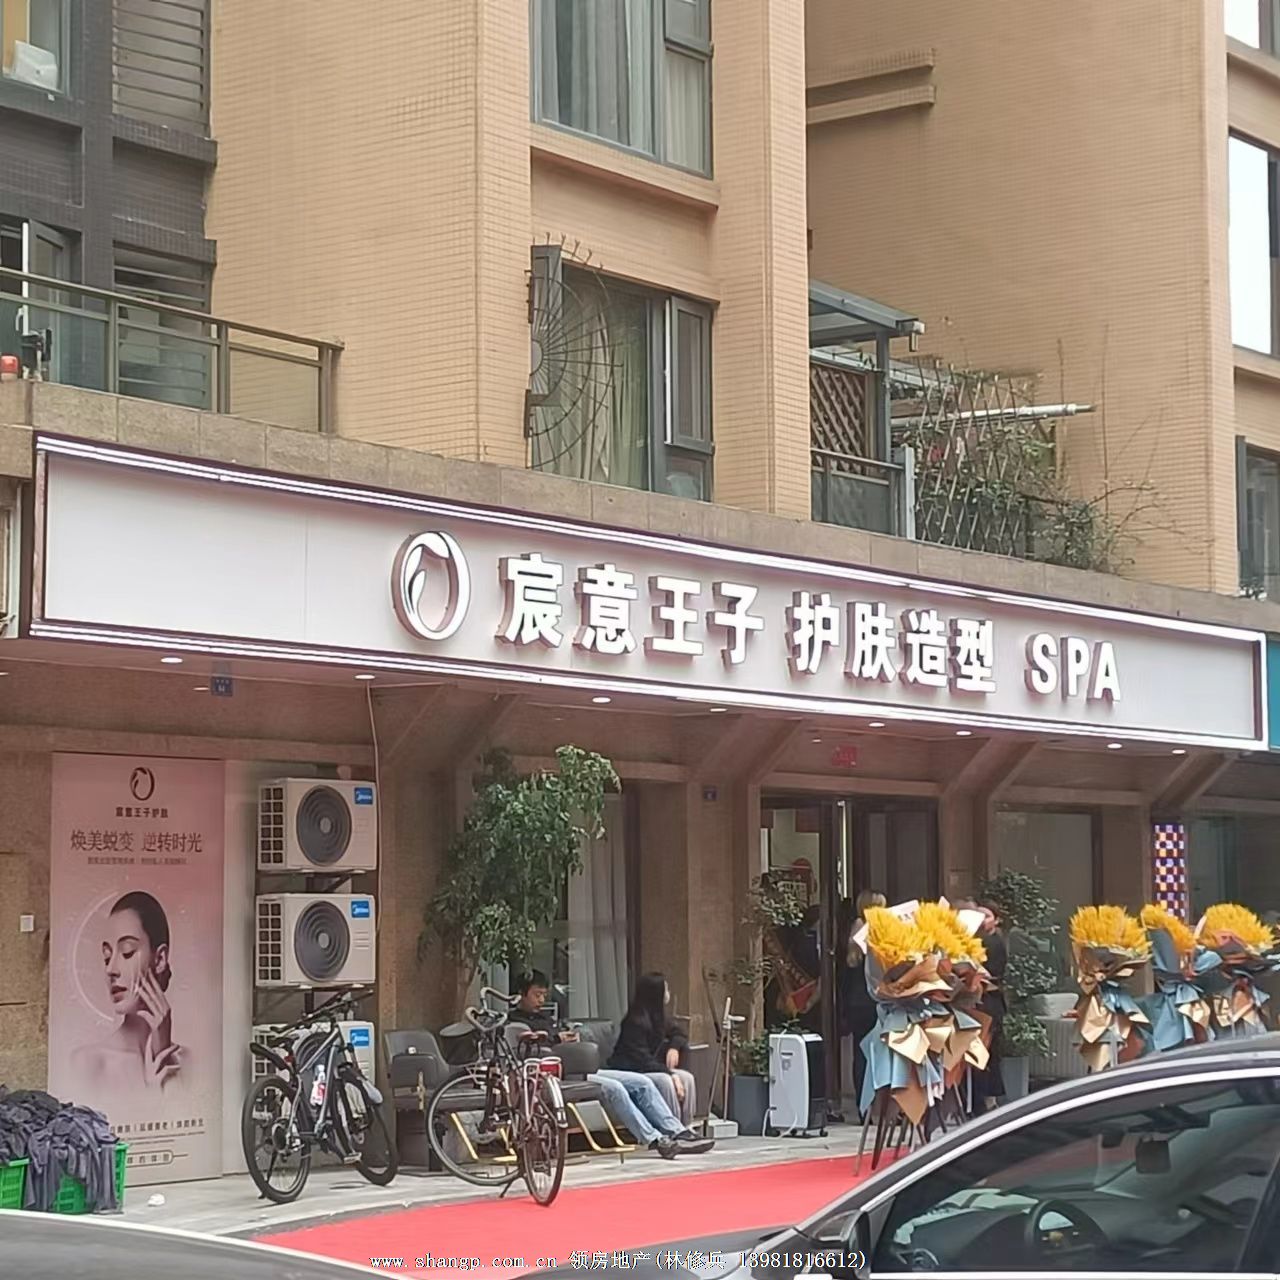 宸意王子 护肤造型 SPA
宸意王子护肤
焕美蜕变 逆转时光
www.shangp.com.cn 领房地产(林修兵 18981816612)